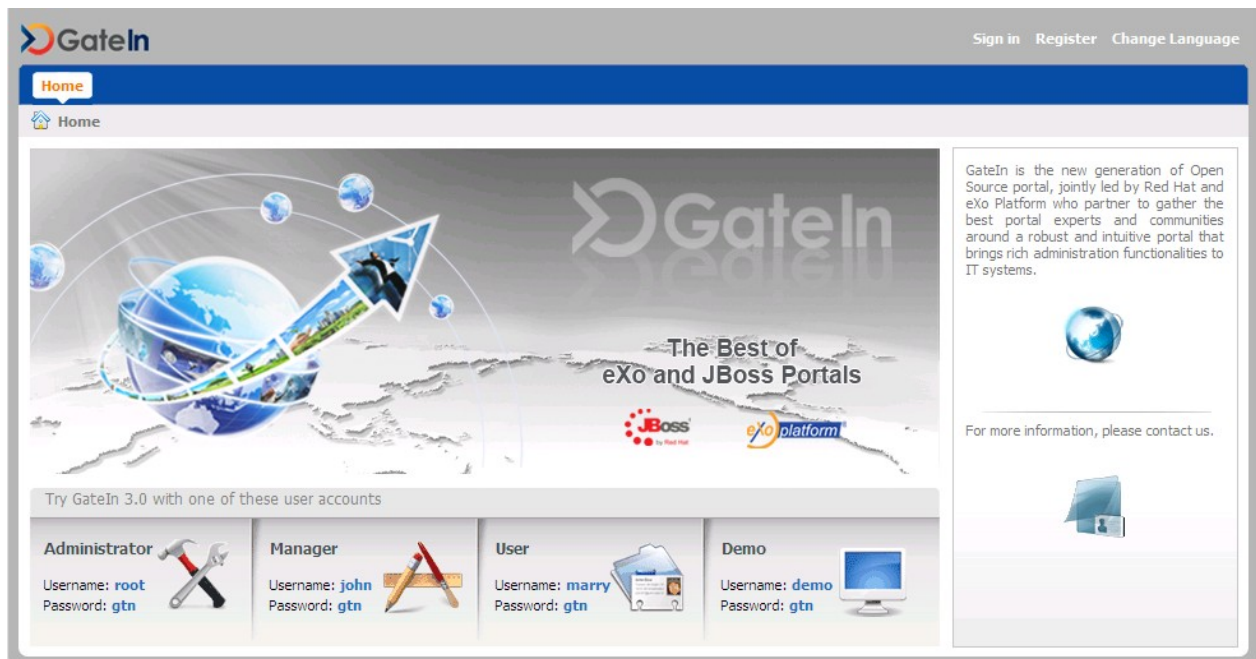 GateIn
Sign in Register Change Language
Home
Home
GateIn
The Best of
eXo and JBoss Portals
JBoss
by Red Hat
eXo platform
GateIn is the new generation of Open
Source portal, jointly led by Red Hat and
eXo Platform who partner to gather the
best portal experts and communities
around a robust and intuitive portal that
brings rich administration functionalities to
IT systems.
For more information, please contact us.
Try GateIn 3.0 with one of these user accounts
Administrator
Username: root
Password: gtn
Manager
Username: john
Password: gtn
User
Username: marry
Password: gtn
Demo
Username: demo
Password: gtn